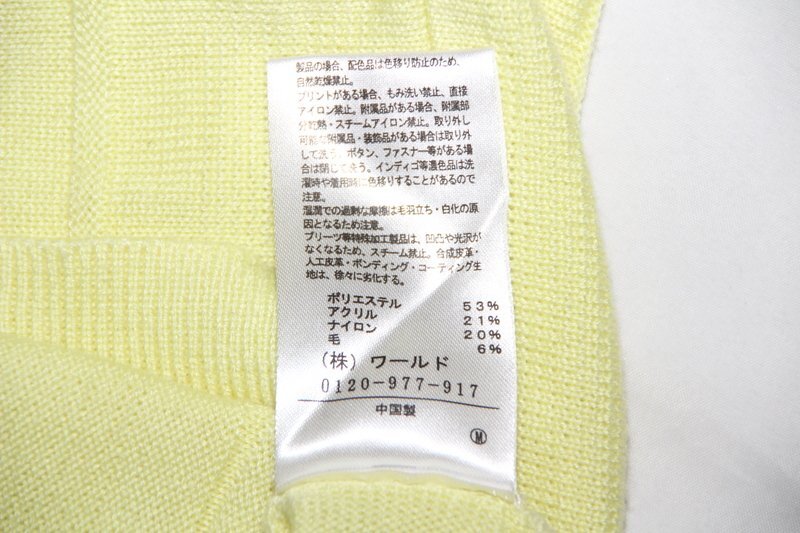 製品の場合、配色品は色移り防止のため、
自然乾燥禁止。
プリントがある場合、もみ洗い禁止、直接
アイロン禁止。附属品がある場合、附属部
分乾熱・スチームアイロン禁止。取り外し
可能な附属品・装飾品がある場合は取り外
して洗う。ボタン、ファスナー等がある場
合は閉じて洗う。インディゴ等濃色品は洗
濯時や着用時に色移りすることがあるので
注意。
湿潤での過剰な摩擦は毛羽立ち・白化の原
因となるため注意。
プリーツ等特殊加工製品は、凹凸や光沢が
なくなるため、スチーム禁止。合成皮革・
人工皮革・ボンディング・コーティング生
地は、徐々に劣化する。
ポリエステル 53%
アクリル 21%
ナイロン 20%
毛 6%
(株) ワールド
0120-977-917
中国製
Ⓜ